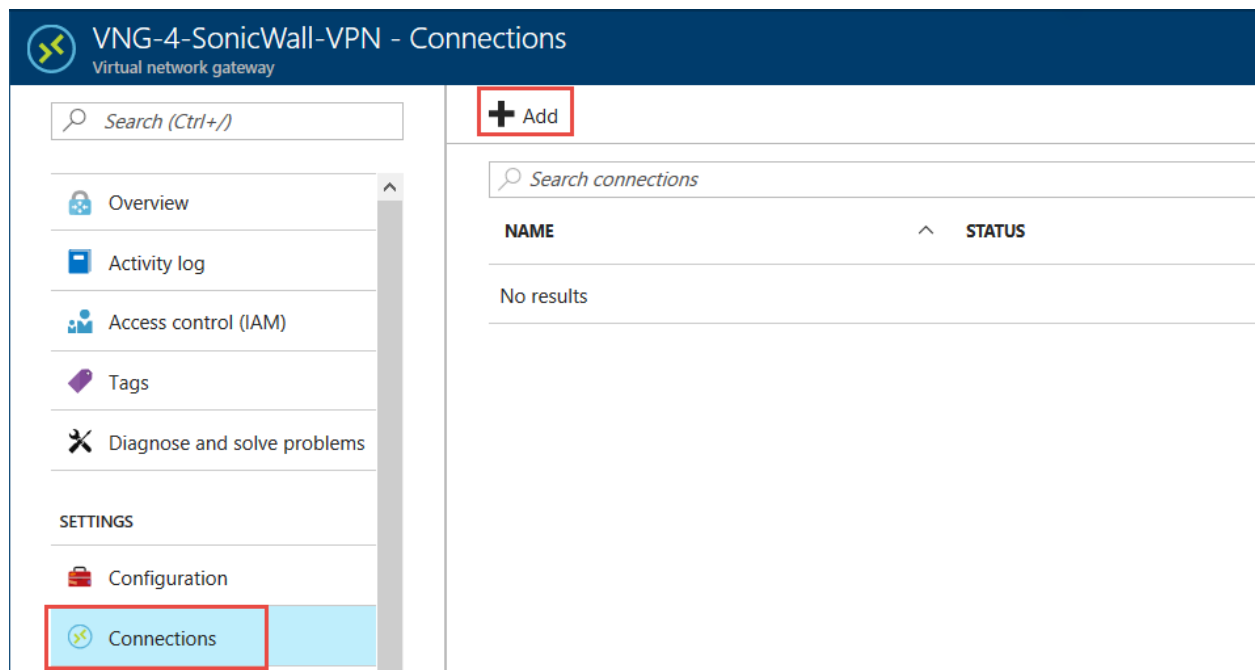 VNG-4-SonicWall-VPN - Connections
Virtual network gateway
Search (Ctrl+/)
Overview
Activity log
Access control (IAM)
Tags
Diagnose and solve problems
SETTINGS
Configuration
Connections
Add
Search connections
NAME STATUS
No results